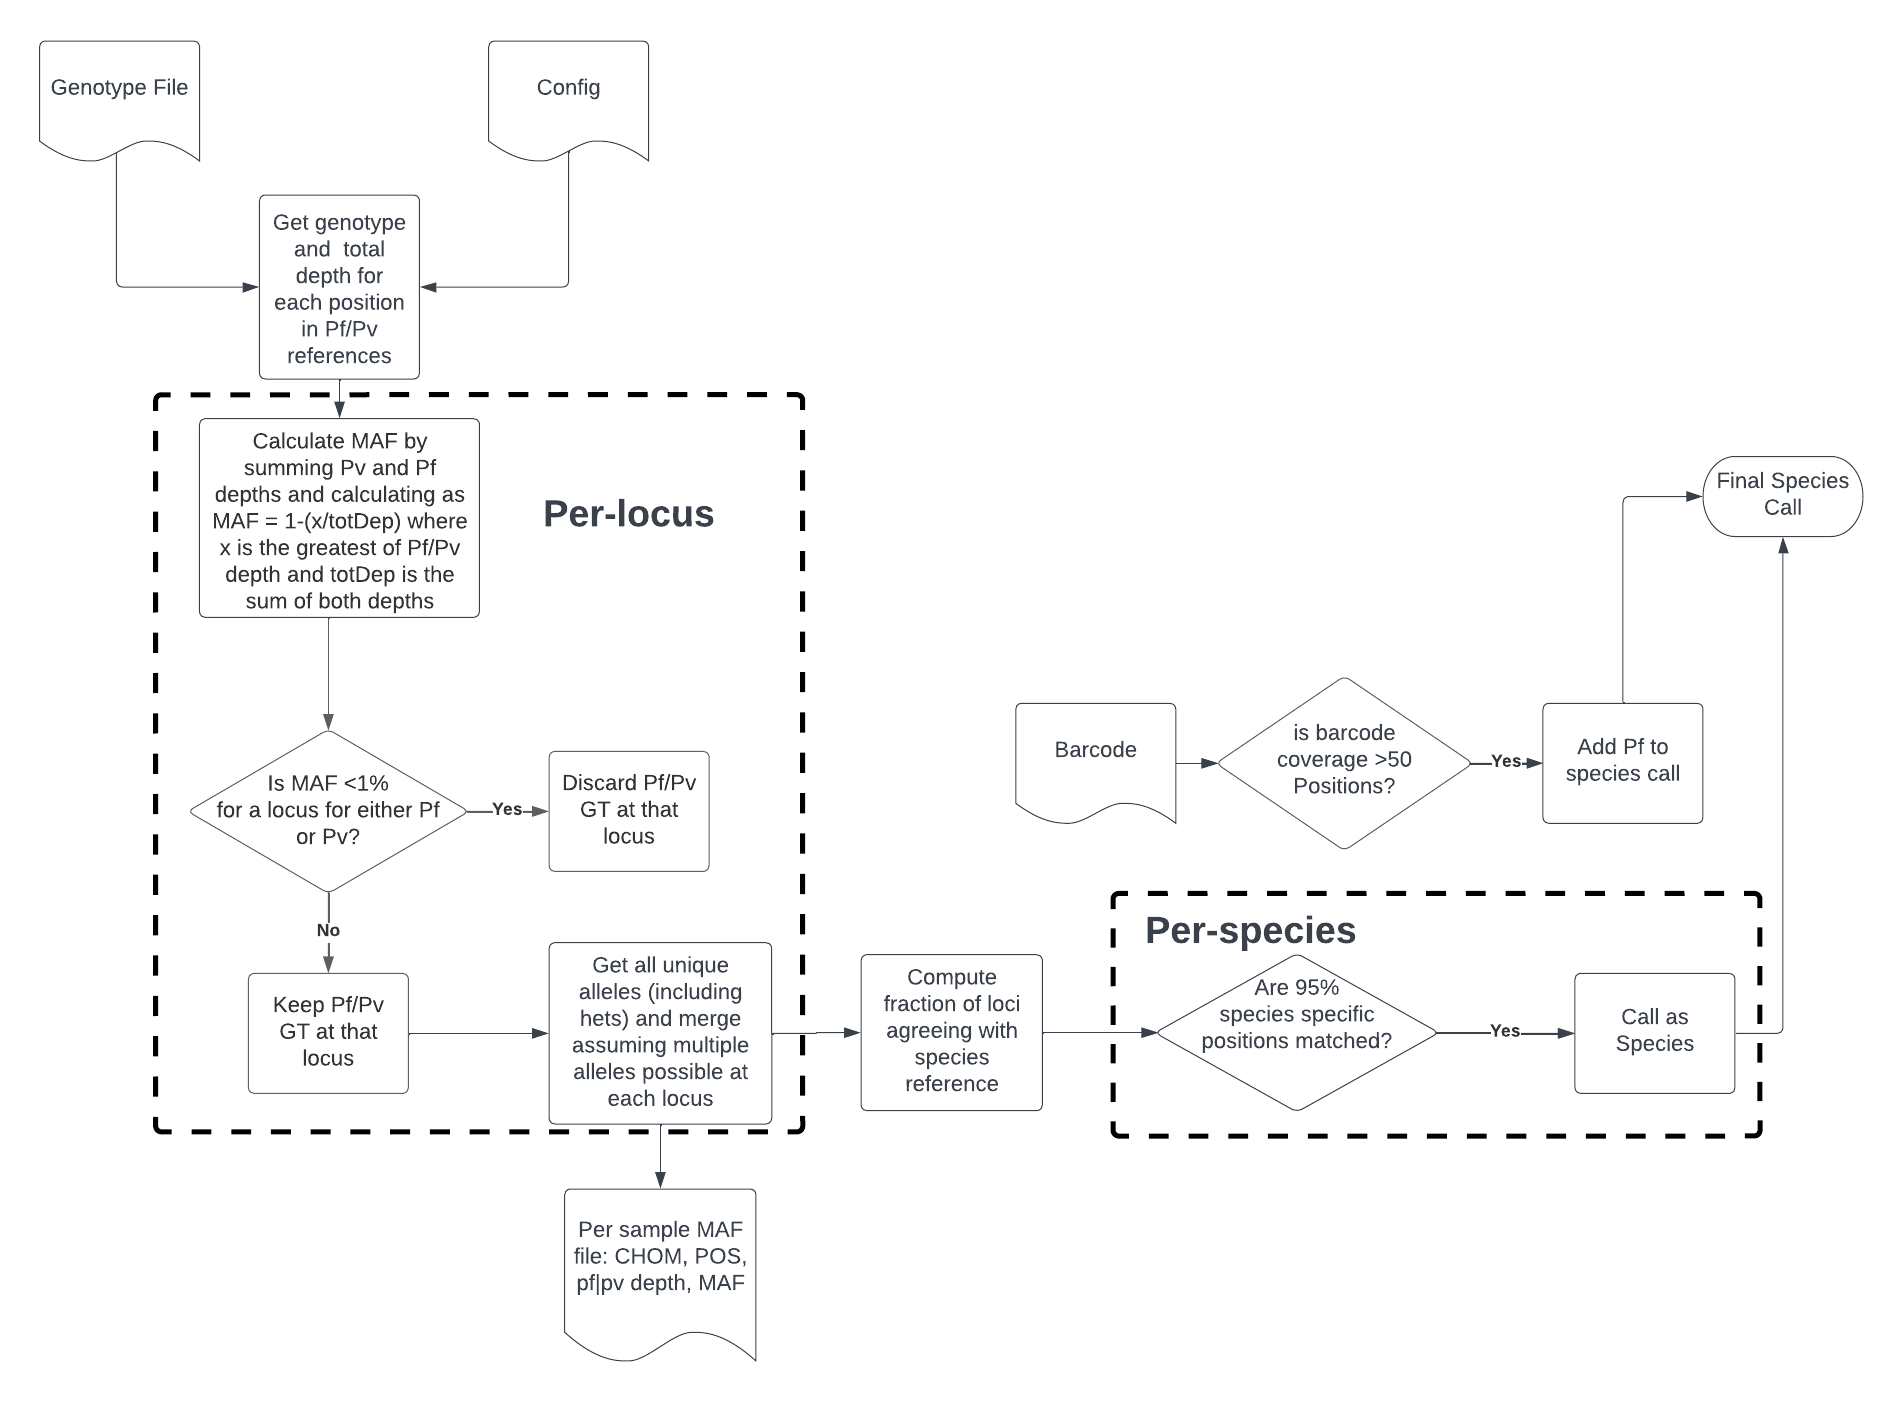 Genotype File
Config
Get genotype
and total
depth for
each position
in Pf/Pv
references
Calculate MAF by
summing Pv and Pf
depths and calculating as
MAF = 1-(x/totDep) where
x is the greatest of Pf/Pv
depth and totDep is the
sum of both depths
Per-locus
Is MAF <1%
for a locus for either Pf
or Pv?
Yes
Discard Pf/Pv
GT at that
locus
No
Keep Pf/Pv
GT at that
locus
Get all unique
alleles (including
hets) and merge
assuming multiple
alleles possible at
each locus
Per sample MAF
file: CHOM, POS,
pf|pv depth, MAF
Compute
fraction of loci
agreeing with
species
reference
Per-species
Are 95%
species specific
positions matched?
Yes
Call as
Species
Barcode
is barcode
coverage >50
Positions?
Yes
Add Pf to
species call
Final Species
Call